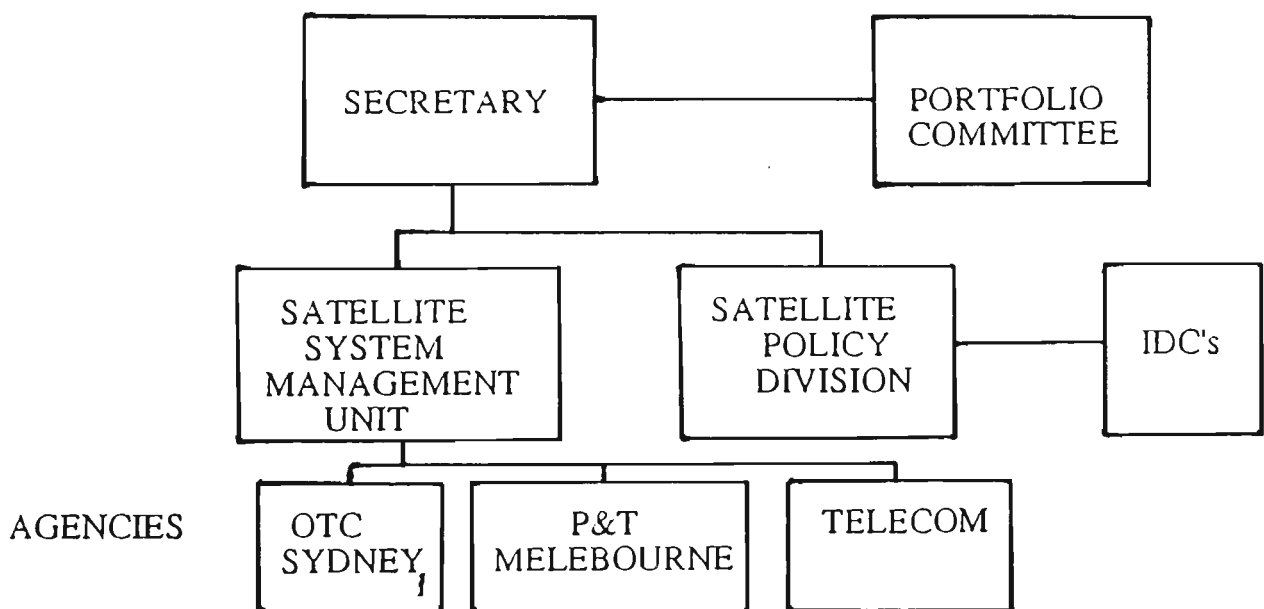 SECRETARY
PORTFOLIO
COMMITTEE
SATELLITE
SYSTEM
MANAGEMENT
UNIT
SATELLITE
POLICY
DIVISION
IDC's
AGENCIES
OTC
SYDNEY
P&T
MELEBOURNE
TELECOM